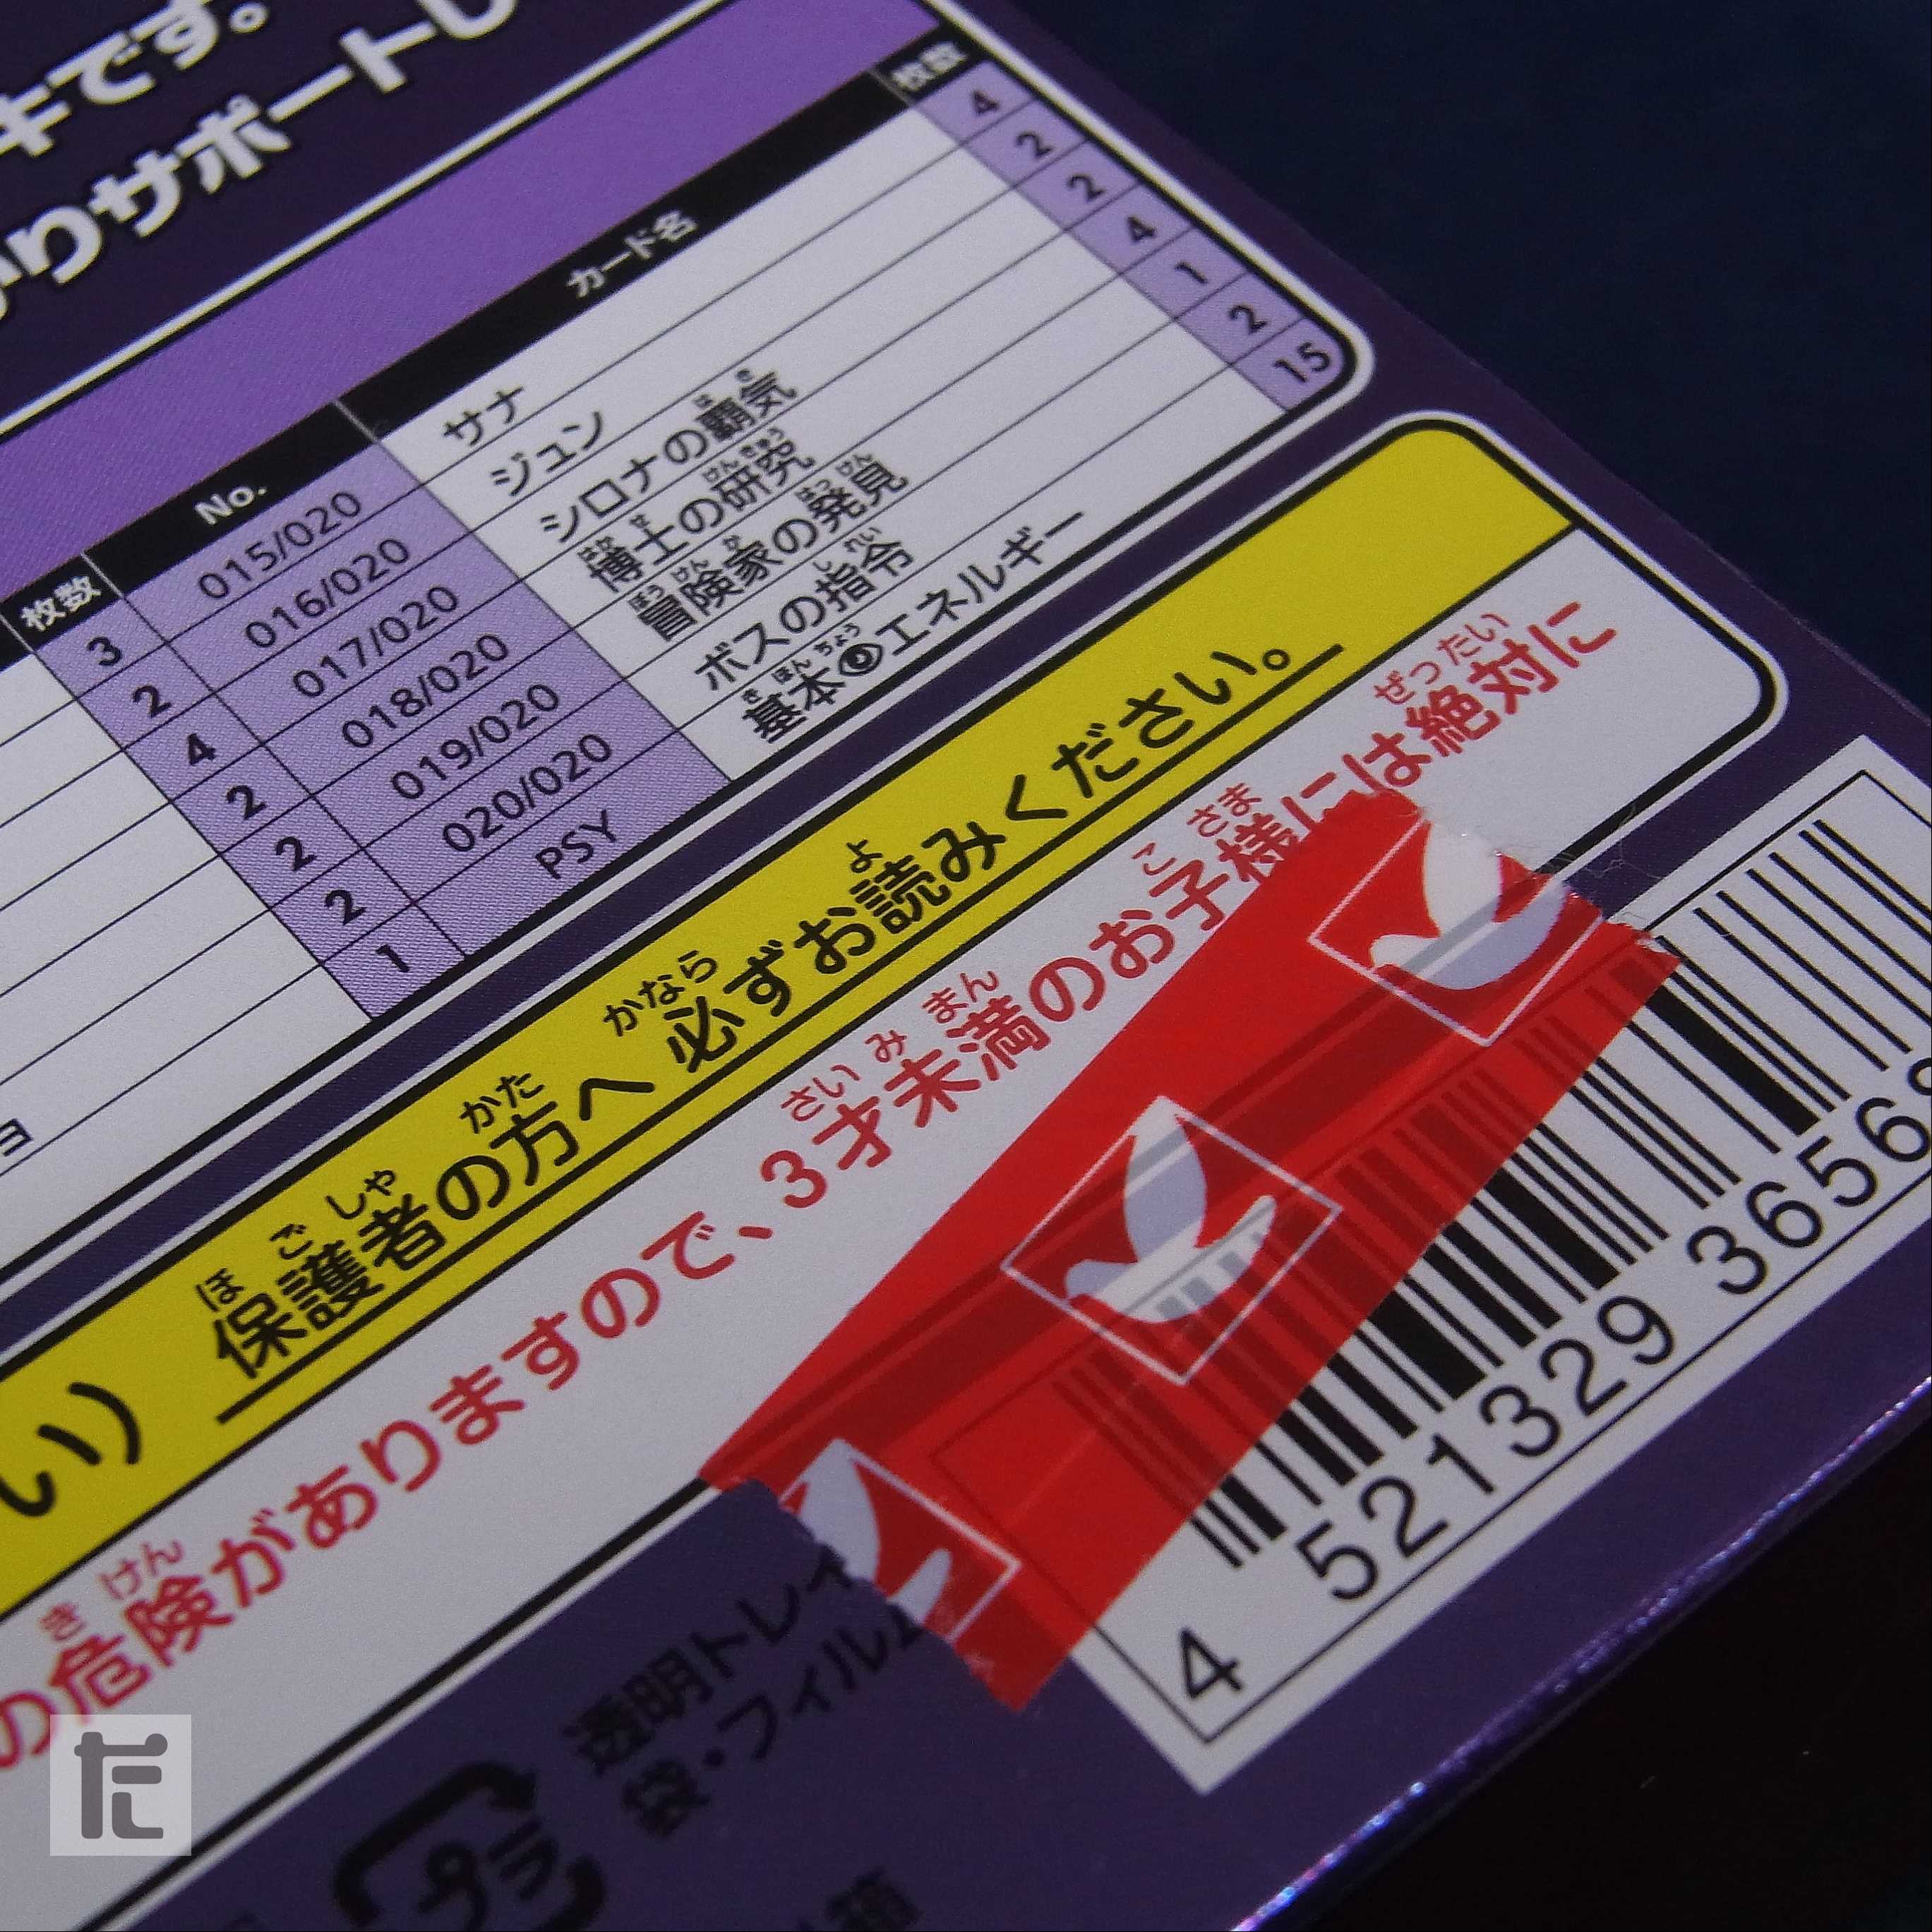 キです。
りサポートし
枚数 No. カード名 枚数
3 015/020 サナ 4
2 016/020 ジュン 2
4 017/020 シロナの覇気 2
2 018/020 博士の研究 4
2 019/020 冒険家の発見 1
2 020/020 ボスの指令 2
1 PSY 基本エネルギー 15
ョ
い） 保護者の方へ 必ずお読みください。
の危険がありますので、3才未満のお子様には絶対に
透明トレイ
袋・フィルム
プラ
箱
4 521329 3656